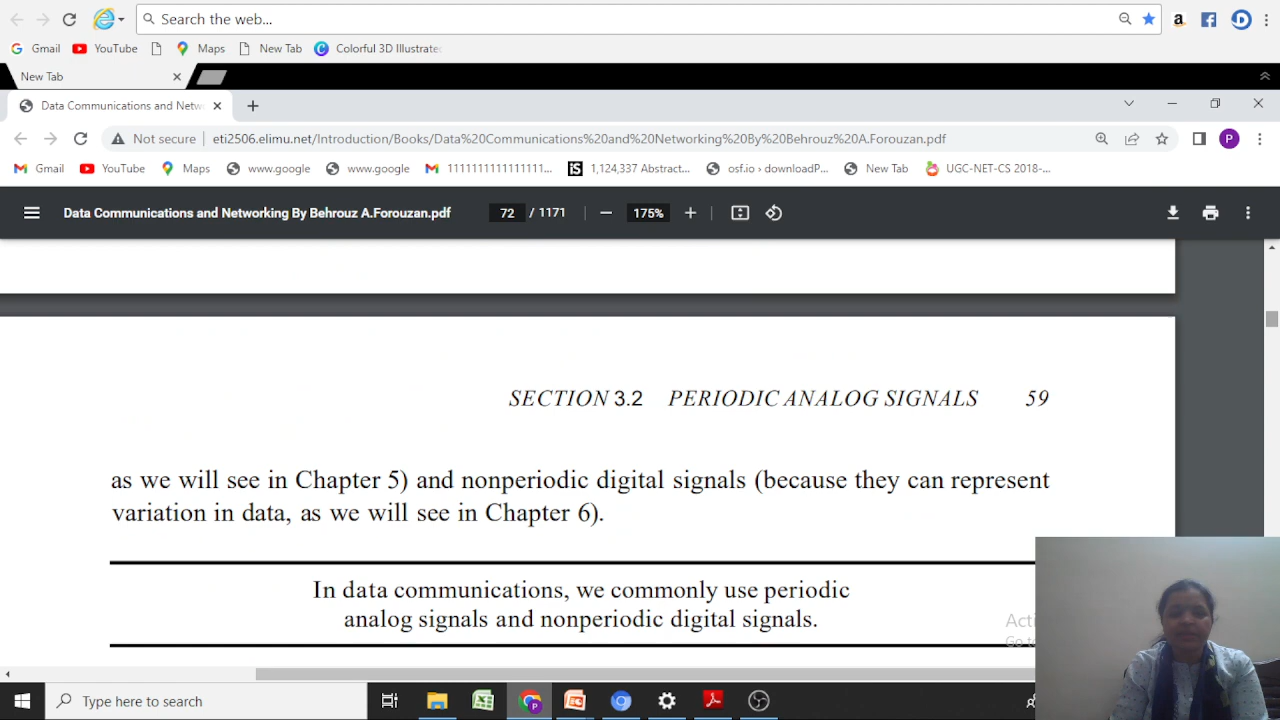 Search the web...
Gmail YouTube Maps New Tab Colorful 3D Illustrate
New Tab
Data Communications and Netw
Not secure eti2506.elimu.net/Introduction/Books/Data%20Communications%20and%20Networking%20By%20Behrouz%20A.Forouzan.pdf
P
Gmail YouTube Maps www.google www.google 11111111111111... 1,124,337 Abstract... osf.io › downloadP... New Tab UGC-NET-CS 2018-...
Data Communications and Networking By Behrouz A.Forouzan.pdf 72 / 1171 175%
SECTION 3.2 PERIODIC ANALOG SIGNALS 59
as we will see in Chapter 5) and nonperiodic digital signals (because they can represent
variation in data, as we will see in Chapter 6).
In data communications, we commonly use periodic
analog signals and nonperiodic digital signals.
Acti
Go to
Type here to search